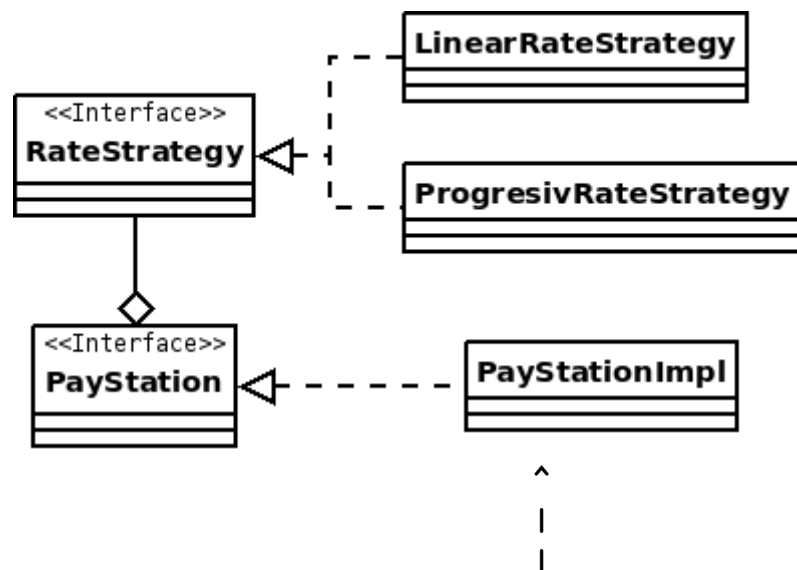 LinearRateStrategy
<<Interface>>
RateStrategy
ProgresivRateStrategy
<<Interface>>
PayStation
PayStationImpl